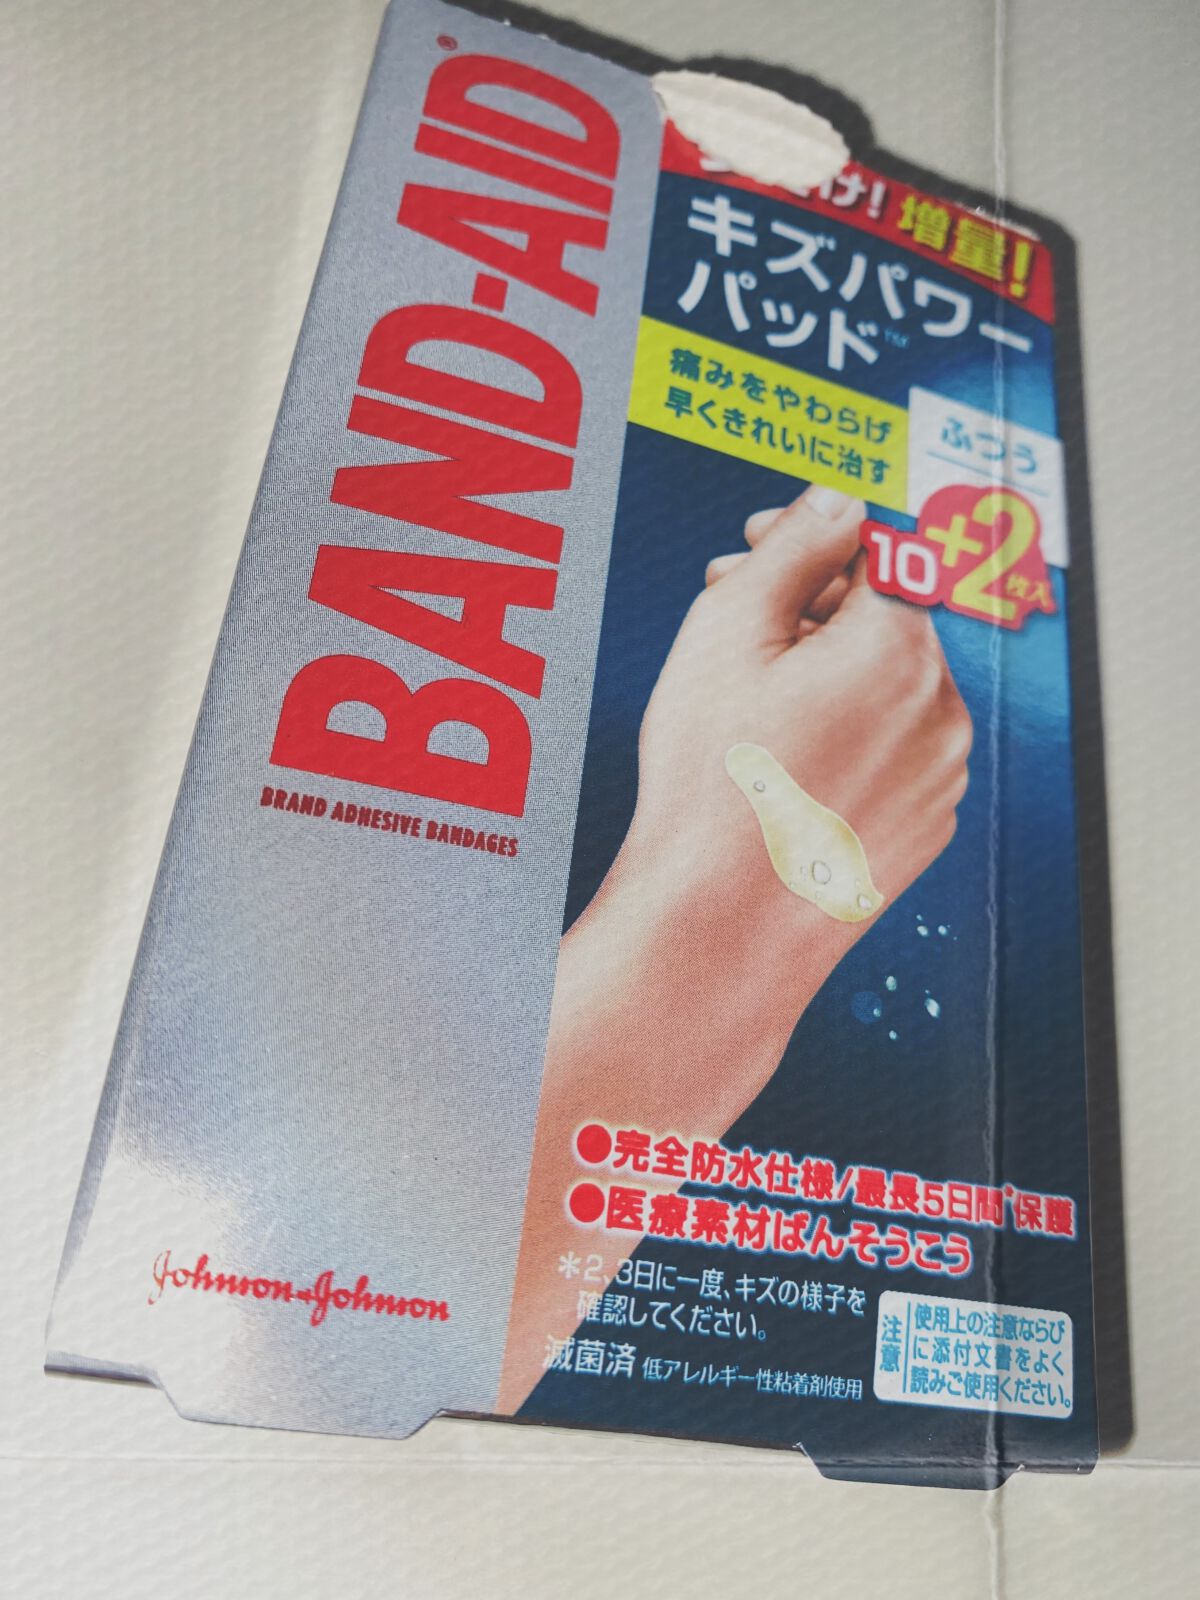 BAND-AID®
BRAND ADHESIVE BANDAGES
け! 増量!
キズパワー
パッド™
痛みをやわらげ
早くきれいに治す
ふつう
10+2枚入
●完全防水仕様/最長5日間*保護
●医療素材ばんそうこう
*2、3日に一度、キズの様子を
確認してください。
滅菌済 低アレルギー性粘着剤使用
注意
使用上の注意ならび
に添付文書をよく
読みご使用ください。
Johnson+Johnson